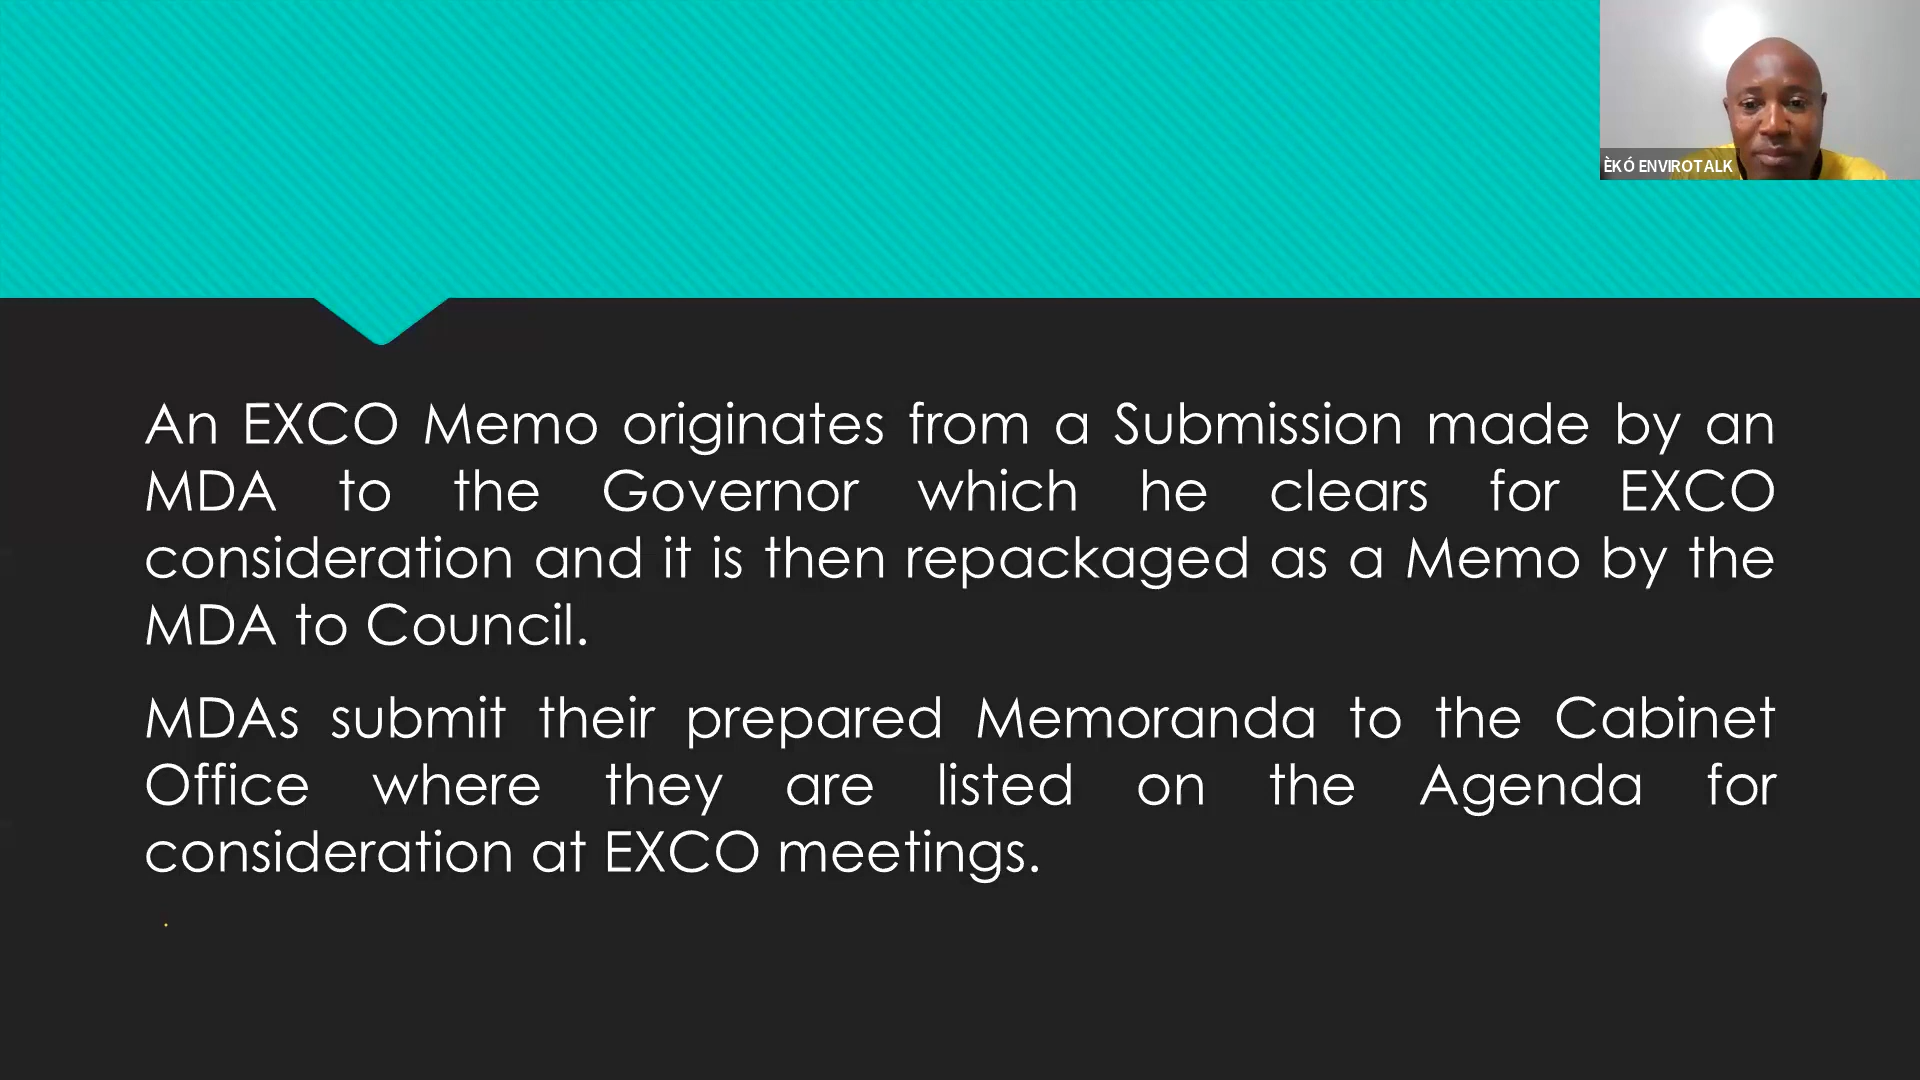 ÈKÓ ENVIROTALK
An EXCO Memo originates from a Submission made by an
MDA to the Governor which he clears for EXCO
consideration and it is then repackaged as a Memo by the
MDA to Council.
MDAs submit their prepared Memoranda to the Cabinet
Office where they are listed on the Agenda for
consideration at EXCO meetings.